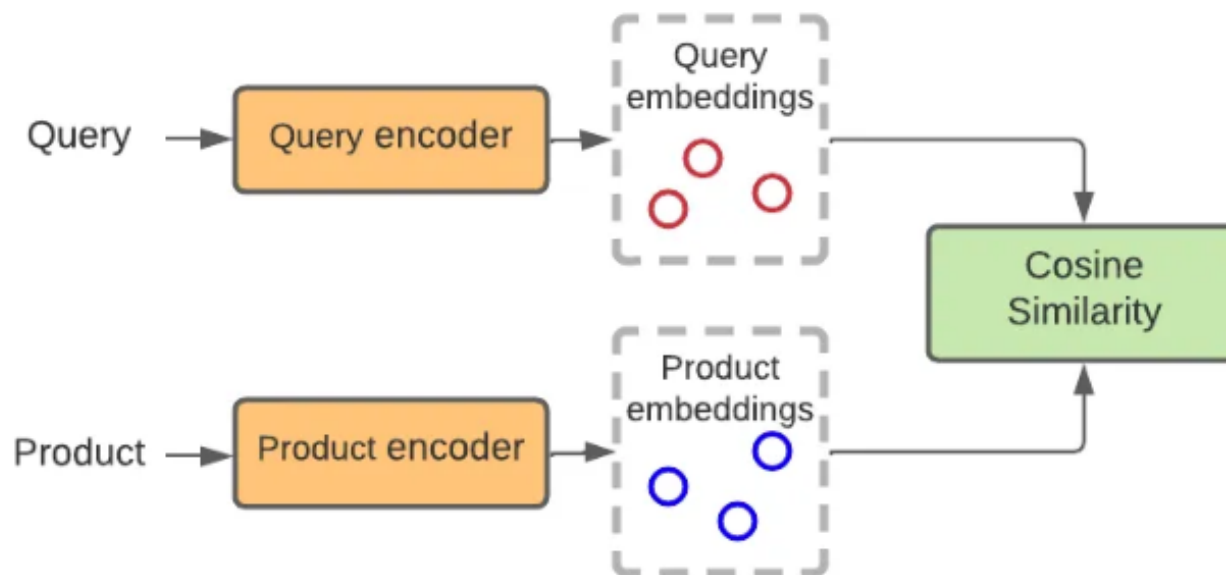 Query
Query encoder
Query
embeddings
Cosine
Similarity
Product
Product encoder
Product
embeddings